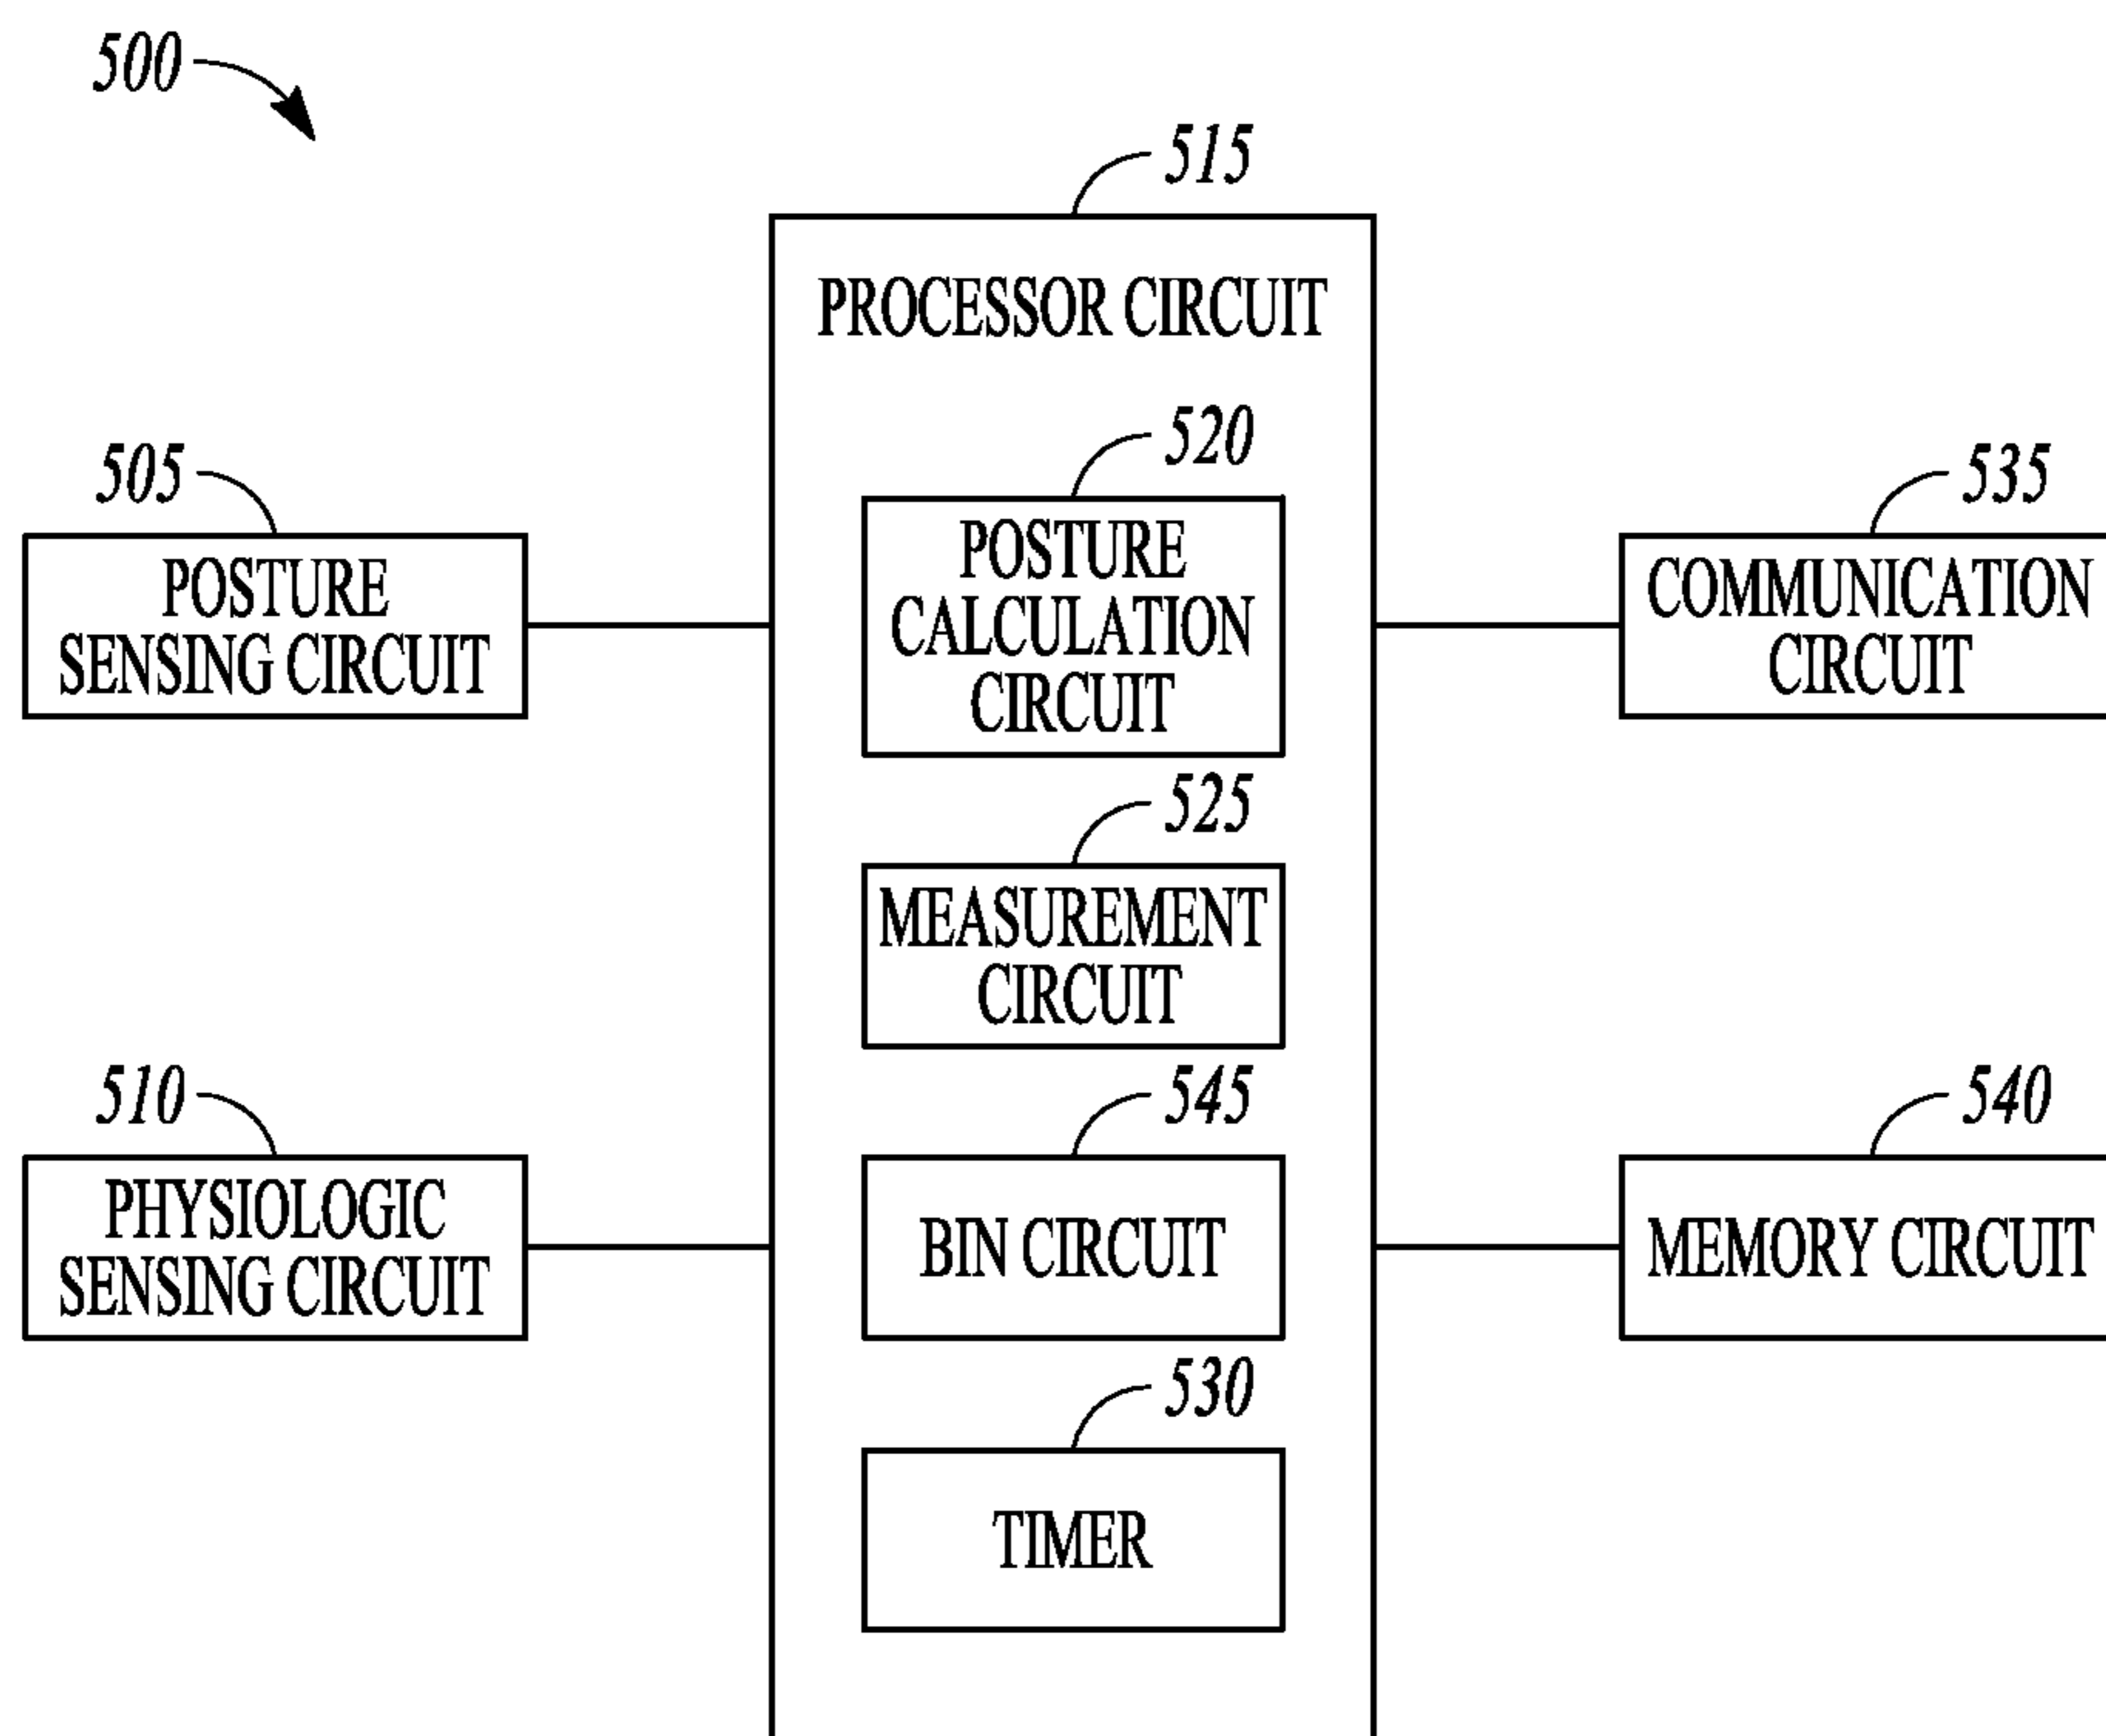 500
515
PROCESSOR CIRCUIT
505
POSTURE
SENSING CIRCUIT
520
POSTURE
CALCULATION
CIRCUIT
535
COMMUNICATION
CIRCUIT
525
MEASUREMENT
CIRCUIT
510
PHYSIOLOGIC
SENSING CIRCUIT
545
BIN CIRCUIT
540
MEMORY CIRCUIT
530
TIMER